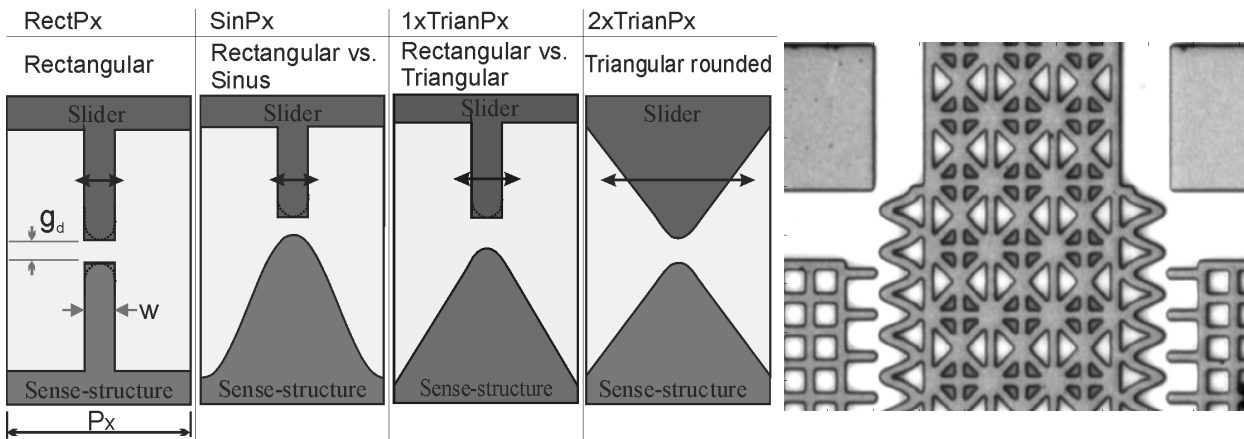 RectPx
SinPx
1xTrianPx
2xTrianPx
Rectangular
Rectangular vs.
Sinus
Rectangular vs.
Triangular
Triangular rounded
Slider
Slider
Slider
Slider
gd
w
Sense-structure
Sense-structure
Sense-structure
Sense-structure
Px